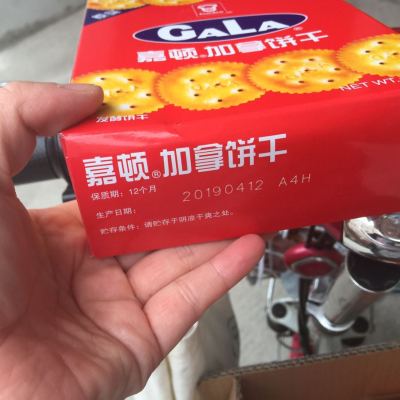 GALA
嘉顿®加拿饼干
发酵饼干
NET WT.
嘉顿®加拿饼干
保质期：12个月
生产日期： 20190412 A4H
贮存条件：请贮存于阴凉干爽之处。